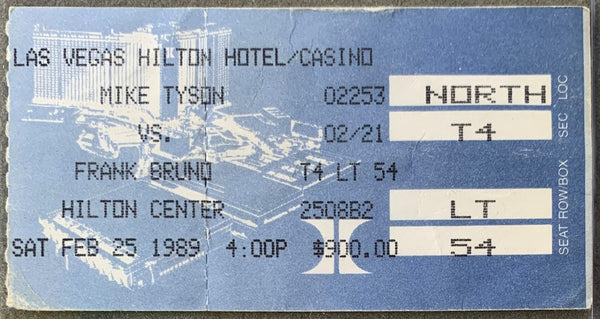 LAS VEGAS HILTON HOTEL/CASINO
MIKE TYSON 02253 NORTH
VS. 02/21 T4
FRANK BRUNO T4 LT 54
HILTON CENTER 2508B2 LT
SAT FEB 25 1989 4:00P $900.00 54
SEAT ROW/BOX SEC LOC